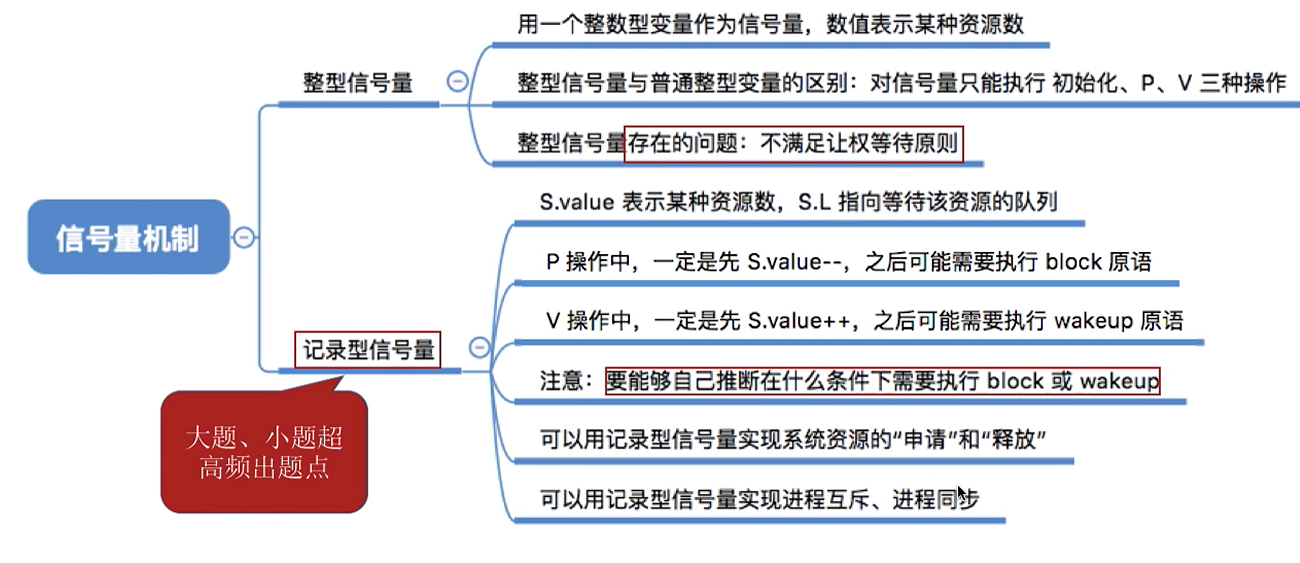 用一个整数型变量作为信号量，数值表示某种资源数
整型信号量
整型信号量与普通整型变量的区别：对信号量只能执行 初始化、P、V 三种操作
整型信号量存在的问题：不满足让权等待原则
信号量机制
S.value 表示某种资源数，S.L 指向等待该资源的队列
P 操作中，一定是先 S.value--，之后可能需要执行 block 原语
V 操作中，一定是先 S.value++，之后可能需要执行 wakeup 原语
记录型信号量
注意：要能够自己推断在什么条件下需要执行 block 或 wakeup
可以用记录型信号量实现系统资源的“申请”和“释放”
可以用记录型信号量实现进程互斥、进程同步
大题、小题超
高频出题点